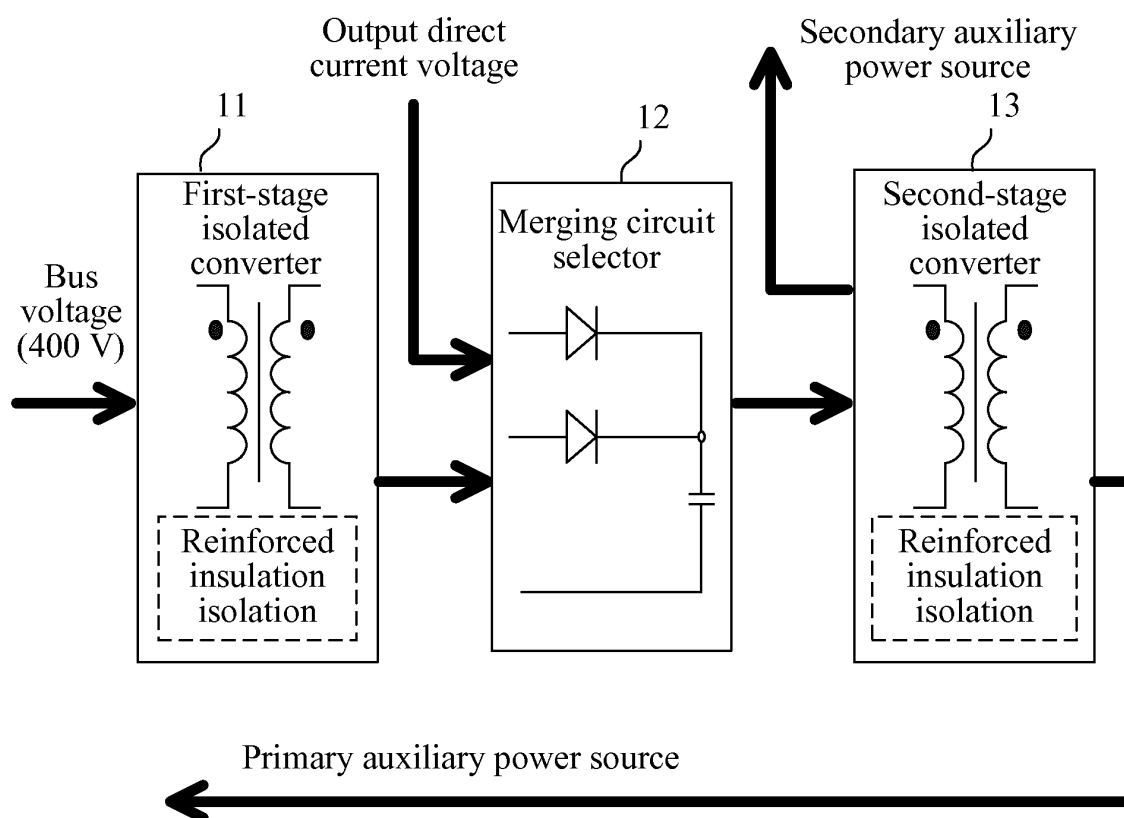 Output direct
current voltage
Secondary auxiliary
power source
11
12
13
First-stage
isolated
converter
Merging circuit
selector
Second-stage
isolated
converter
Bus
voltage
(400 V)
Reinforced
insulation
isolation
Reinforced
insulation
isolation
Primary auxiliary power source